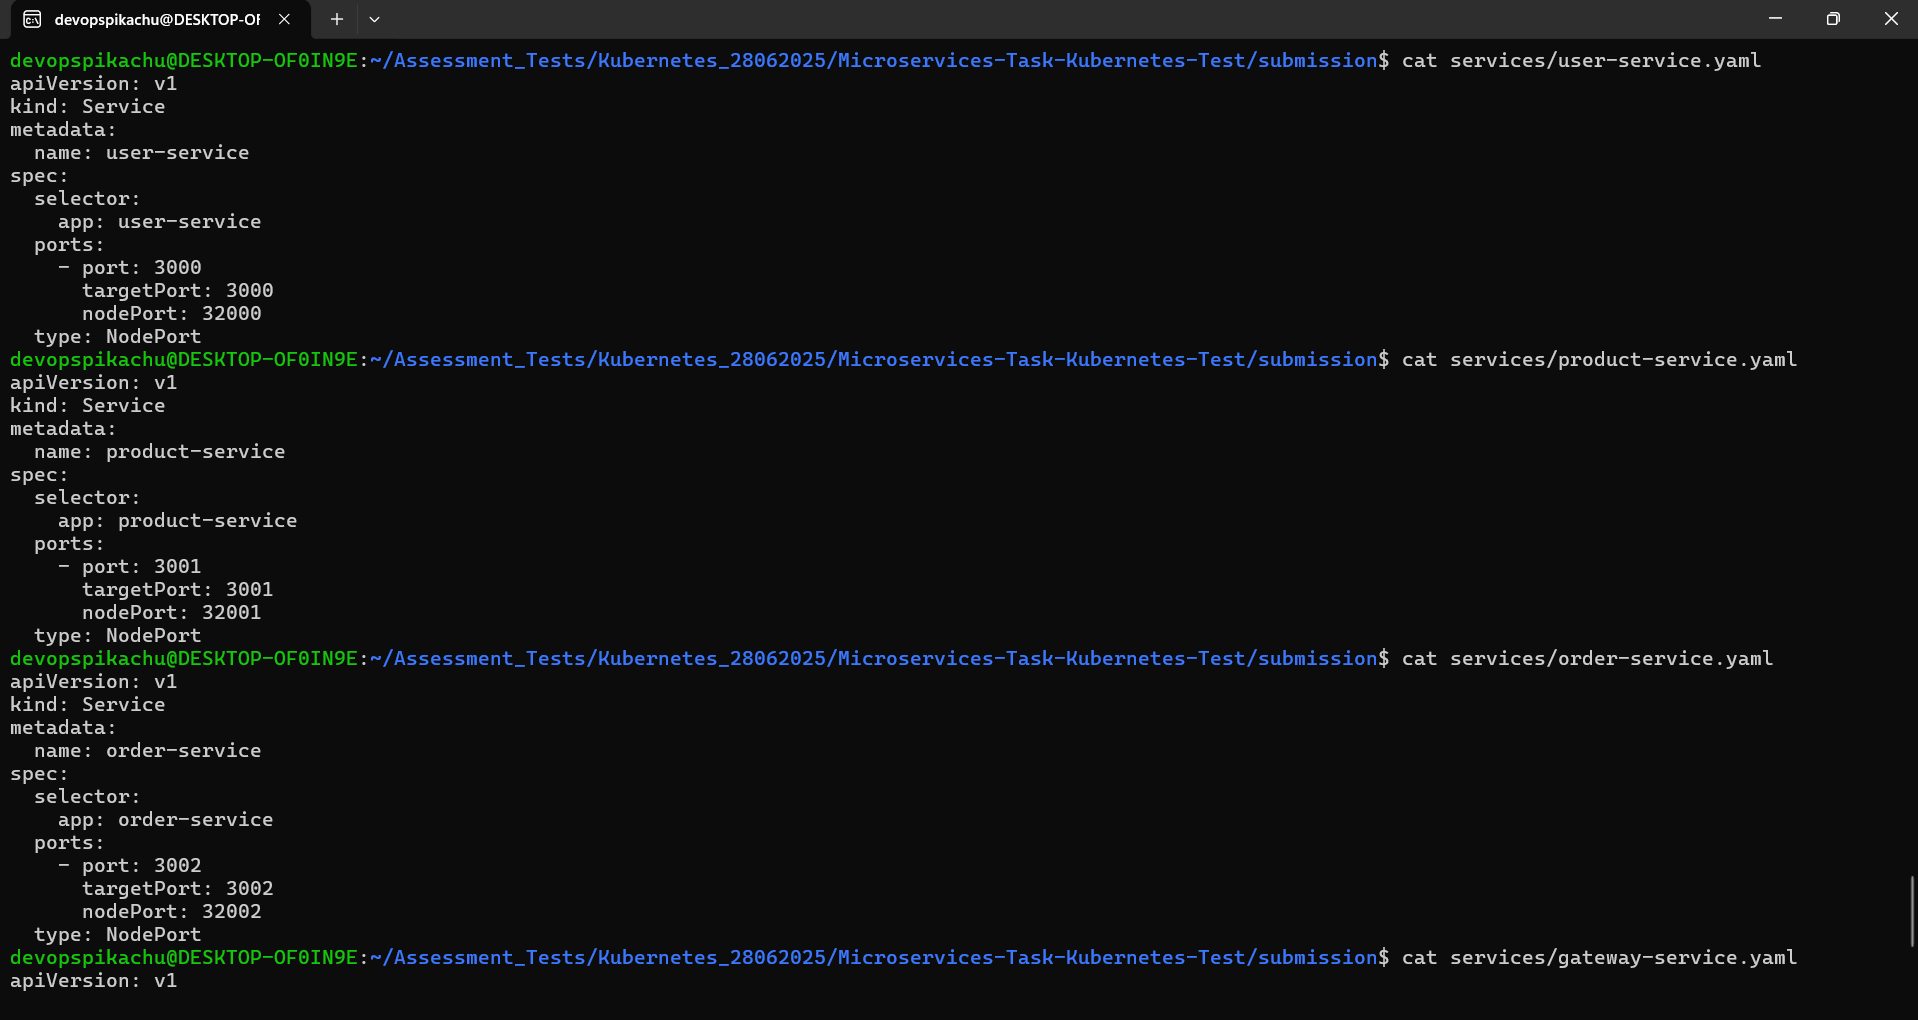 devopspikachu@DESKTOP-OF
devopspikachu@DESKTOP-OF0IN9E:~/Assessment_Tests/Kubernetes_28062025/Microservices-Task-Kubernetes-Test/submission$ cat services/user-service.yaml
apiVersion: v1
kind: Service
metadata:
  name: user-service
spec:
  selector:
    app: user-service
  ports:
    - port: 3000
      targetPort: 3000
      nodePort: 32000
  type: NodePort
devopspikachu@DESKTOP-OF0IN9E:~/Assessment_Tests/Kubernetes_28062025/Microservices-Task-Kubernetes-Test/submission$ cat services/product-service.yaml
apiVersion: v1
kind: Service
metadata:
  name: product-service
spec:
  selector:
    app: product-service
  ports:
    - port: 3001
      targetPort: 3001
      nodePort: 32001
  type: NodePort
devopspikachu@DESKTOP-OF0IN9E:~/Assessment_Tests/Kubernetes_28062025/Microservices-Task-Kubernetes-Test/submission$ cat services/order-service.yaml
apiVersion: v1
kind: Service
metadata:
  name: order-service
spec:
  selector:
    app: order-service
  ports:
    - port: 3002
      targetPort: 3002
      nodePort: 32002
  type: NodePort
devopspikachu@DESKTOP-OF0IN9E:~/Assessment_Tests/Kubernetes_28062025/Microservices-Task-Kubernetes-Test/submission$ cat services/gateway-service.yaml
apiVersion: v1